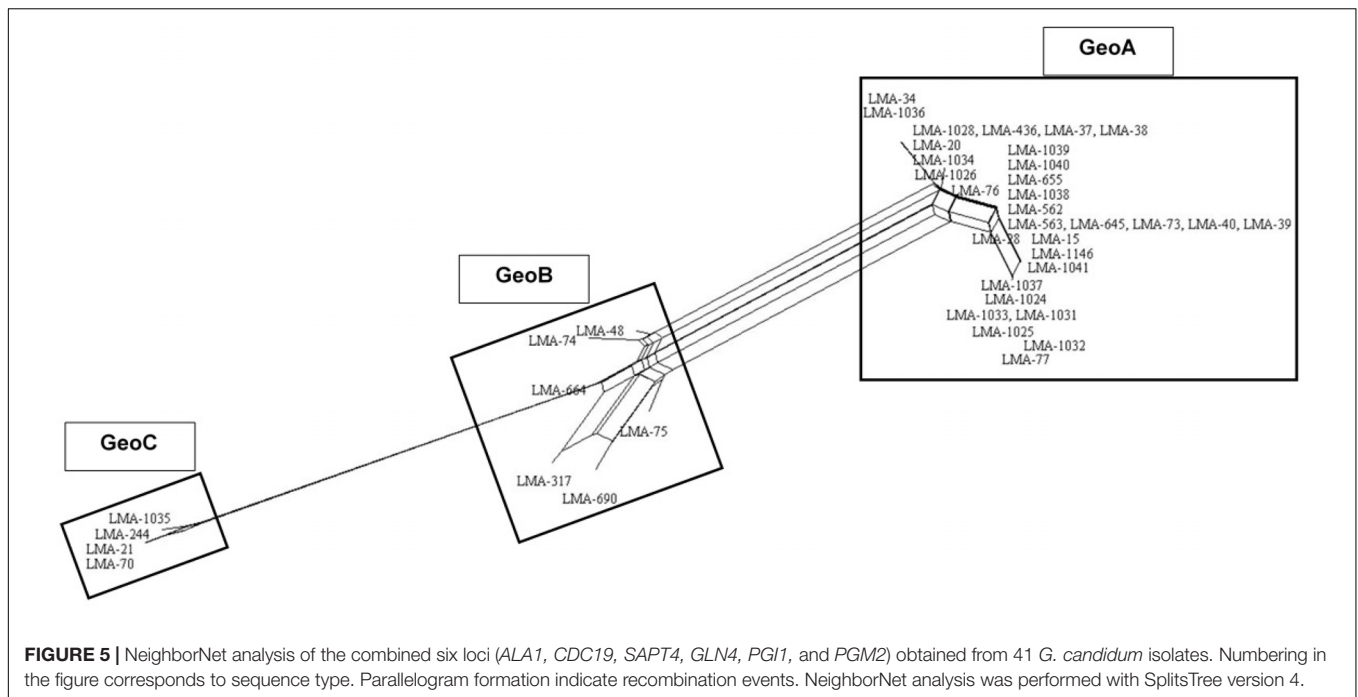 GeoA
LMA-34
LMA-1036
LMA-1028, LMA-436, LMA-37, LMA-38
LMA-20
LMA-1039
LMA-1034
LMA-1040
LMA-1026
LMA-655
LMA-76
LMA-1038
LMA-562
LMA-563, LMA-645, LMA-73, LMA-40, LMA-39
LMA-28
LMA-15
LMA-1146
LMA-1041
LMA-1037
LMA-1024
LMA-1033, LMA-1031
LMA-1025
LMA-1032
LMA-77
GeoB
LMA-48
LMA-74
LMA-664
LMA-75
LMA-317
LMA-690
GeoC
LMA-1035
LMA-244
LMA-21
LMA-70
FIGURE 5 | NeighborNet analysis of the combined six loci (ALA1, CDC19, SAPT4, GLN4, PGI1, and PGM2) obtained from 41 G. candidum isolates. Numbering in
the figure corresponds to sequence type. Parallelogram formation indicate recombination events. NeighborNet analysis was performed with SplitsTree version 4.